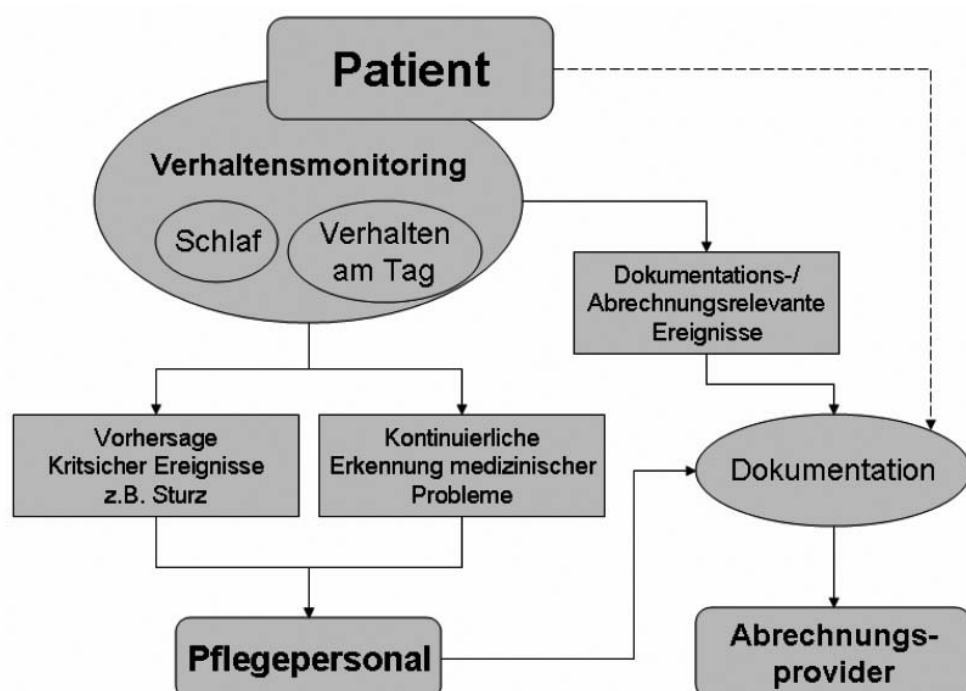 Patient
Verhaltensmonitoring
Schlaf
Verhalten
am Tag
Dokumentations-/
Abrechnungsrelevante
Ereignisse
Vorhersage
Kritsicher Ereignisse
z.B. Sturz
Kontinuierliche
Erkennung medizinischer
Probleme
Dokumentation
Pflegepersonal
Abrechnungs-
provider